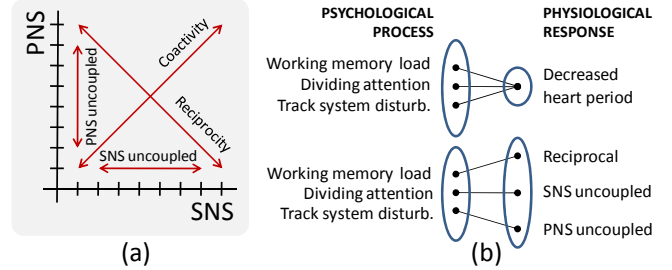 PNS
PNS uncoupled
Coactivity
Reciprocity
SNS uncoupled
SNS
(a)
PSYCHOLOGICAL
PROCESS
PHYSIOLOGICAL
RESPONSE
Working memory load
Dividing attention
Track system disturb.
Decreased
heart period
Working memory load
Dividing attention
Track system disturb.
Reciprocal
SNS uncoupled
PNS uncoupled
(b)